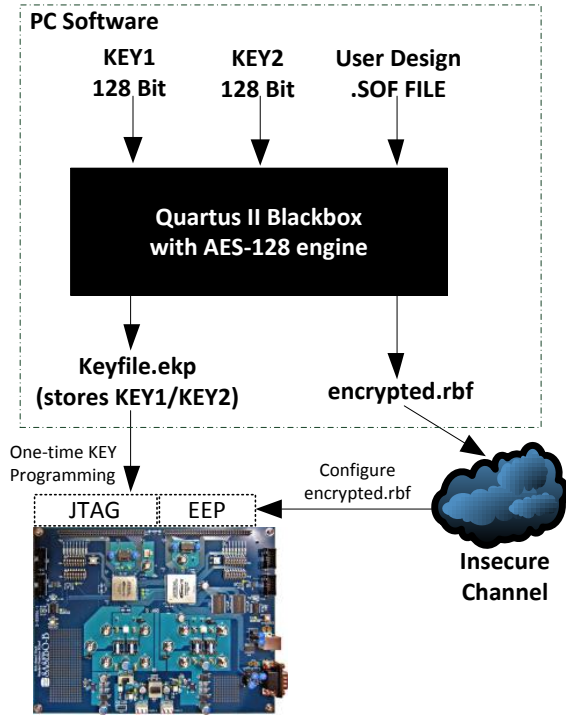 PC Software
KEY1
128 Bit
KEY2
128 Bit
User Design
.SOF FILE
Quartus II Blackbox
with AES-128 engine
Keyfile.ekp
(stores KEY1/KEY2)
encrypted.rbf
One-time KEY
Programming
Configure
encrypted.rbf
JTAG
EEP
Insecure
Channel
SASEBO-B